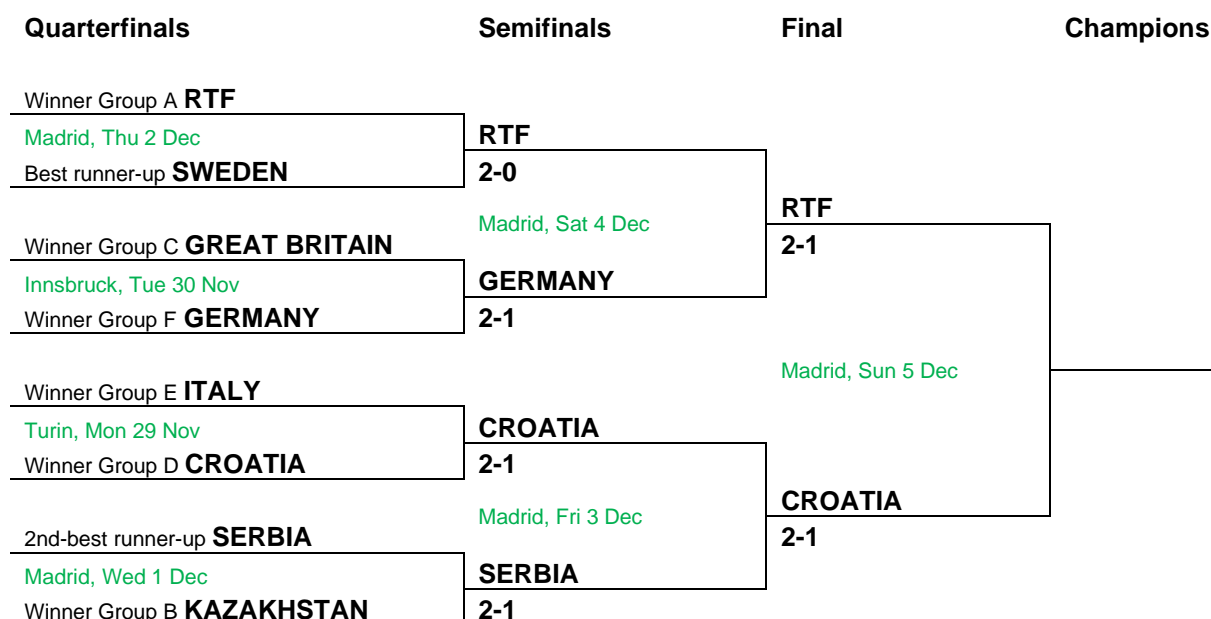 Quarterfinals Semifinals Final Champions
Winner Group A RTF
Madrid, Thu 2 Dec
RTF
Best runner-up SWEDEN
2-0
RTF
Madrid, Sat 4 Dec
Winner Group C GREAT BRITAIN
2-1
Innsbruck, Tue 30 Nov
GERMANY
Winner Group F GERMANY
2-1
Madrid, Sun 5 Dec
Winner Group E ITALY
Turin, Mon 29 Nov
CROATIA
Winner Group D CROATIA
2-1
CROATIA
Madrid, Fri 3 Dec
2nd-best runner-up SERBIA
2-1
Madrid, Wed 1 Dec
SERBIA
Winner Group B KAZAKHSTAN
2-1